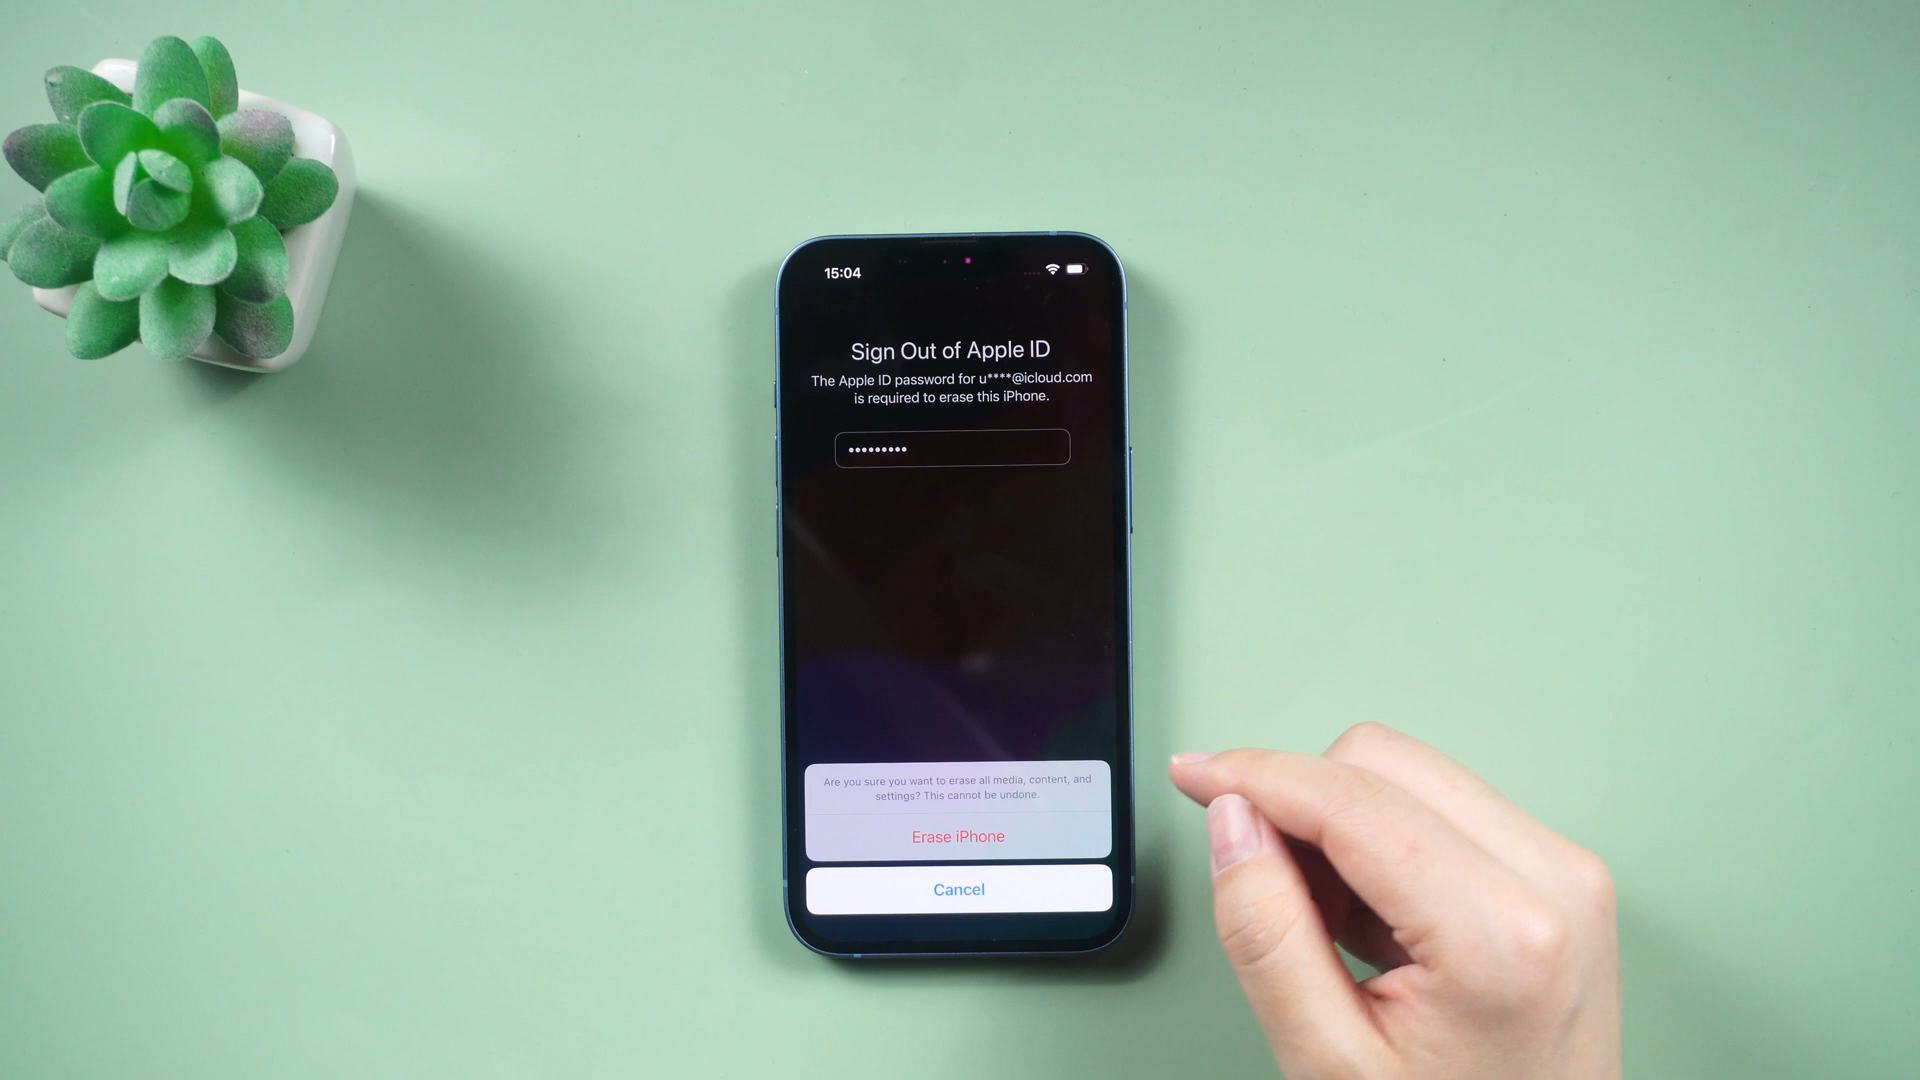 15:04
Sign Out of Apple ID
The Apple ID password for u****@icloud.com
is required to erase this iPhone.
•••••••••
Are you sure you want to erase all media, content, and
settings? This cannot be undone.
Erase iPhone
Cancel